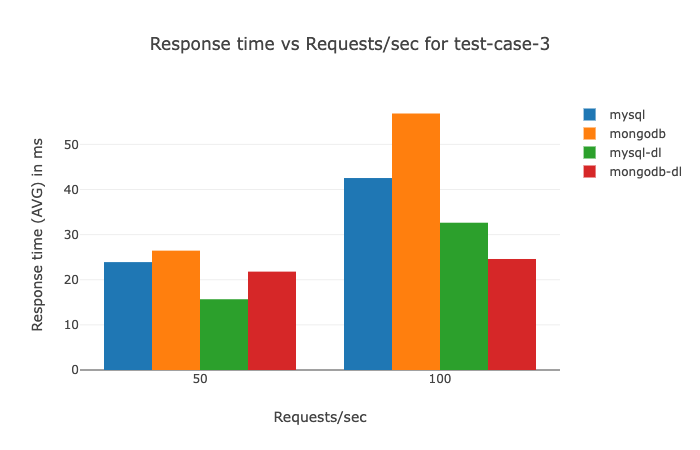 Response time vs Requests/sec for test-case-3
mysql
mongodb
mysql-dl
mongodb-dl
Response time (AVG) in ms
50
40
30
20
10
0
50
100
Requests/sec